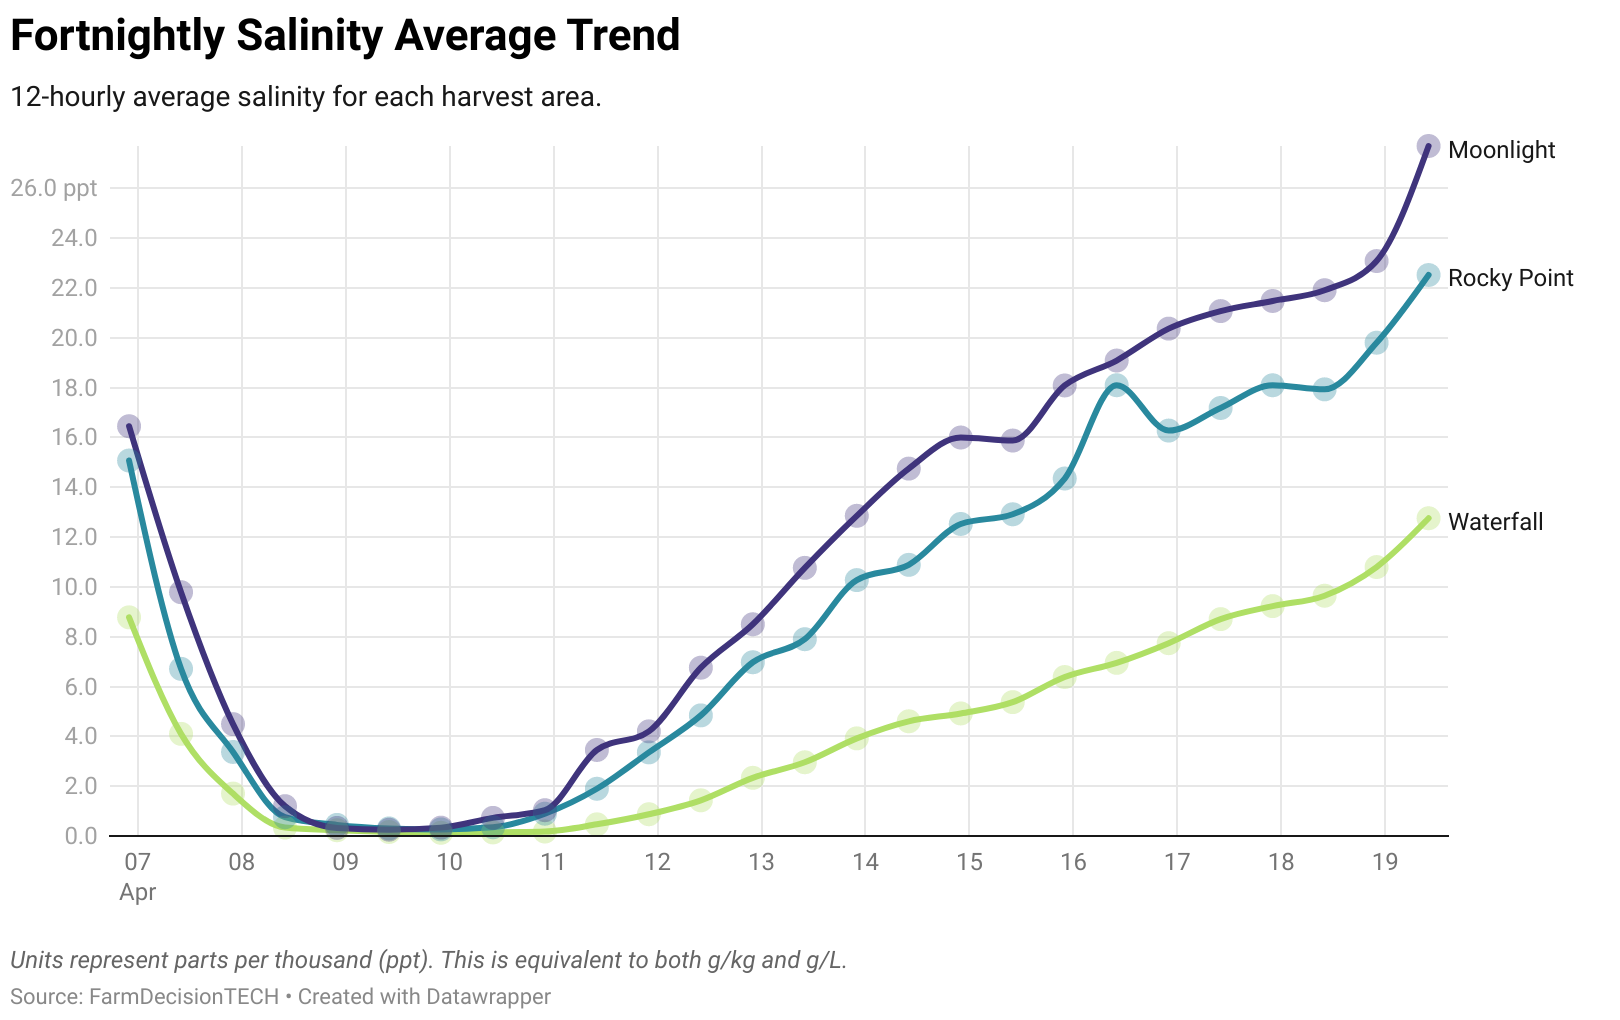 Fortnightly Salinity Average Trend
12-hourly average salinity for each harvest area.
Moonlight
26.0 ppt
24.0
22.0
Rocky Point
20.0
18.0
16.0
14.0
Waterfall
12.0
10.0
8.0
6.0
4.0
2.0
0.0
07 08 09 10 11 12 13 14 15 16 17 18 19
Apr
Units represent parts per thousand (ppt). This is equivalent to both g/kg and g/L.
Source: FarmDecisionTECH • Created with Datawrapper